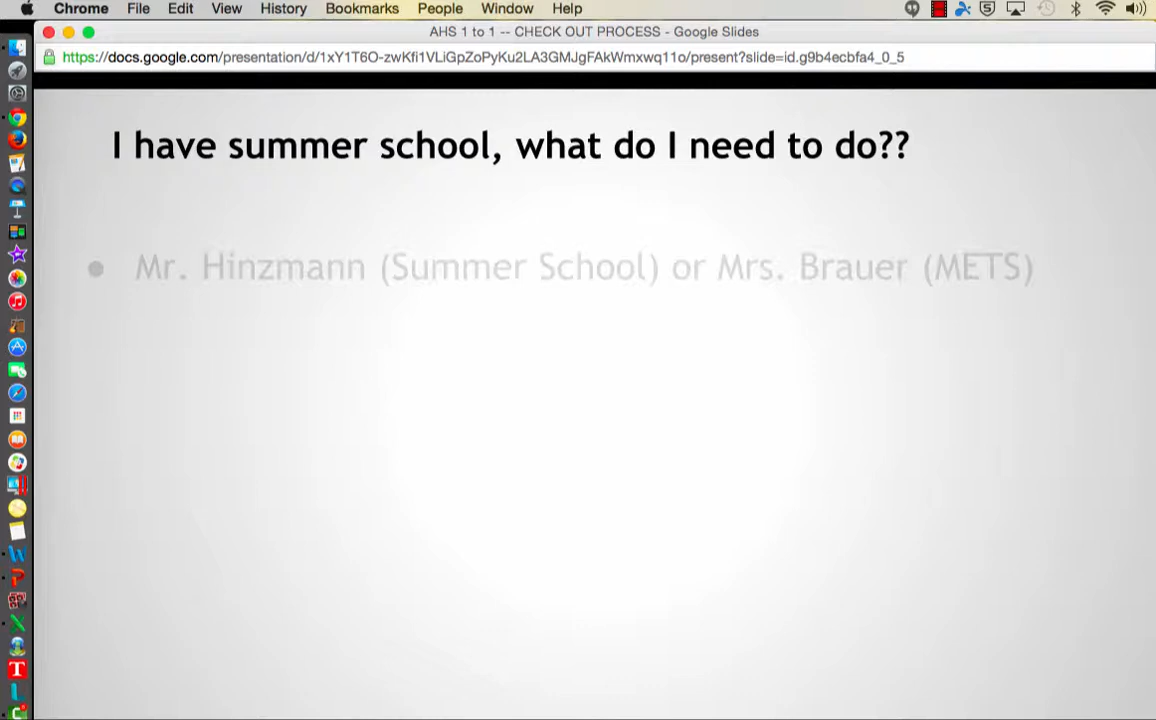 Chrome File Edit View History Bookmarks People Window Help
AHS 1 to 1 -- CHECK OUT PROCESS - Google Slides
https://docs.google.com/presentation/d/1xY1T6O-zwKfi1VLiGpZoPyKu2LA3GMJgFAkWmxwq11o/present?slide=id.g9b4ecbfa4_0_5
I have summer school, what do I need to do??
● Mr. Hinzmann (Summer School) or Mrs. Brauer (METS)